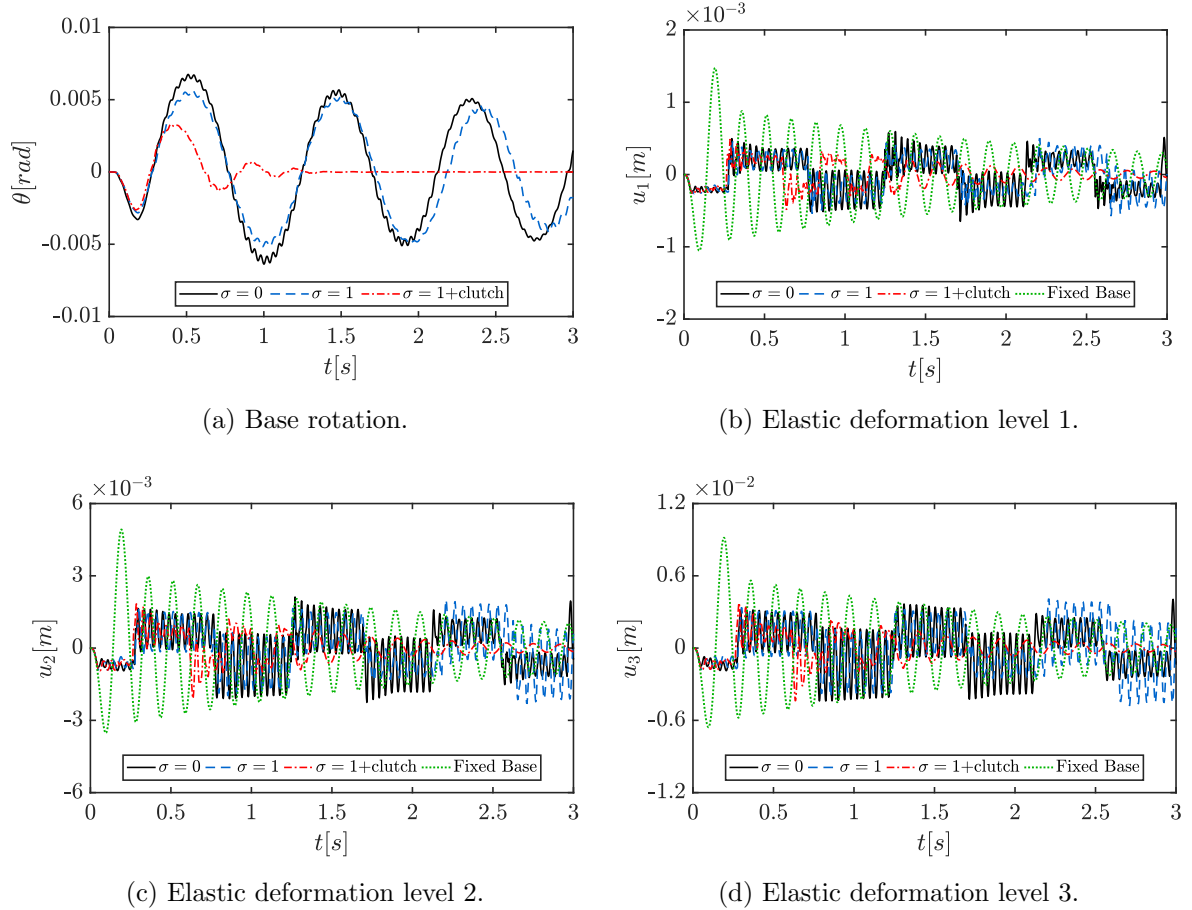 0.01
0.005
0
-0.005
-0.01
θ[rad]
σ = 0 σ = 1 σ = 1+clutch
0 0.5 1 1.5 2 2.5 3
t[s]
(a) Base rotation.
×10⁻³
2
1
0
-1
-2
u₁[m]
σ = 0 σ = 1 σ = 1+clutch Fixed Base
0 0.5 1 1.5 2 2.5 3
t[s]
(b) Elastic deformation level 1.
×10⁻³
6
3
0
-3
-6
u₂[m]
σ = 0 σ = 1 σ = 1+clutch Fixed Base
0 0.5 1 1.5 2 2.5 3
t[s]
(c) Elastic deformation level 2.
×10⁻²
1.2
0.6
0
-0.6
-1.2
u₃[m]
σ = 0 σ = 1 σ = 1+clutch Fixed Base
0 0.5 1 1.5 2 2.5 3
t[s]
(d) Elastic deformation level 3.